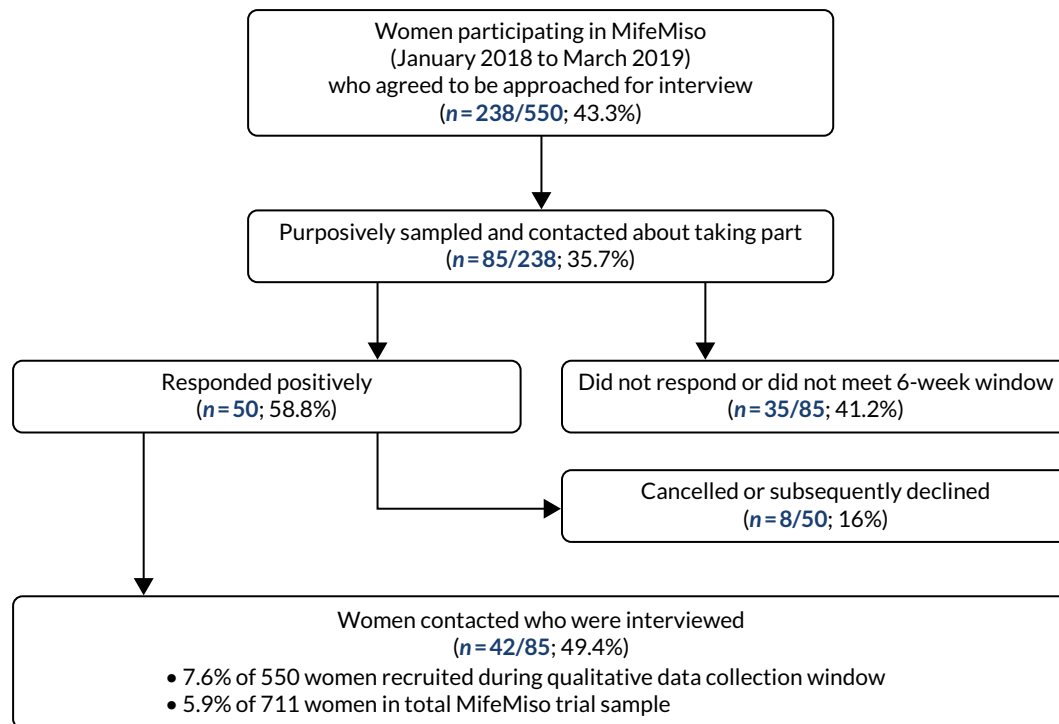 Women participating in MifeMiso
(January 2018 to March 2019)
who agreed to be approached for interview
(n = 238/550; 43.3%)
Purposively sampled and contacted about taking part
(n = 85/238; 35.7%)
Responded positively
(n = 50; 58.8%)
Did not respond or did not meet 6-week window
(n = 35/85; 41.2%)
Cancelled or subsequently declined
(n = 8/50; 16%)
Women contacted who were interviewed
(n = 42/85; 49.4%)
• 7.6% of 550 women recruited during qualitative data collection window
• 5.9% of 711 women in total MifeMiso trial sample